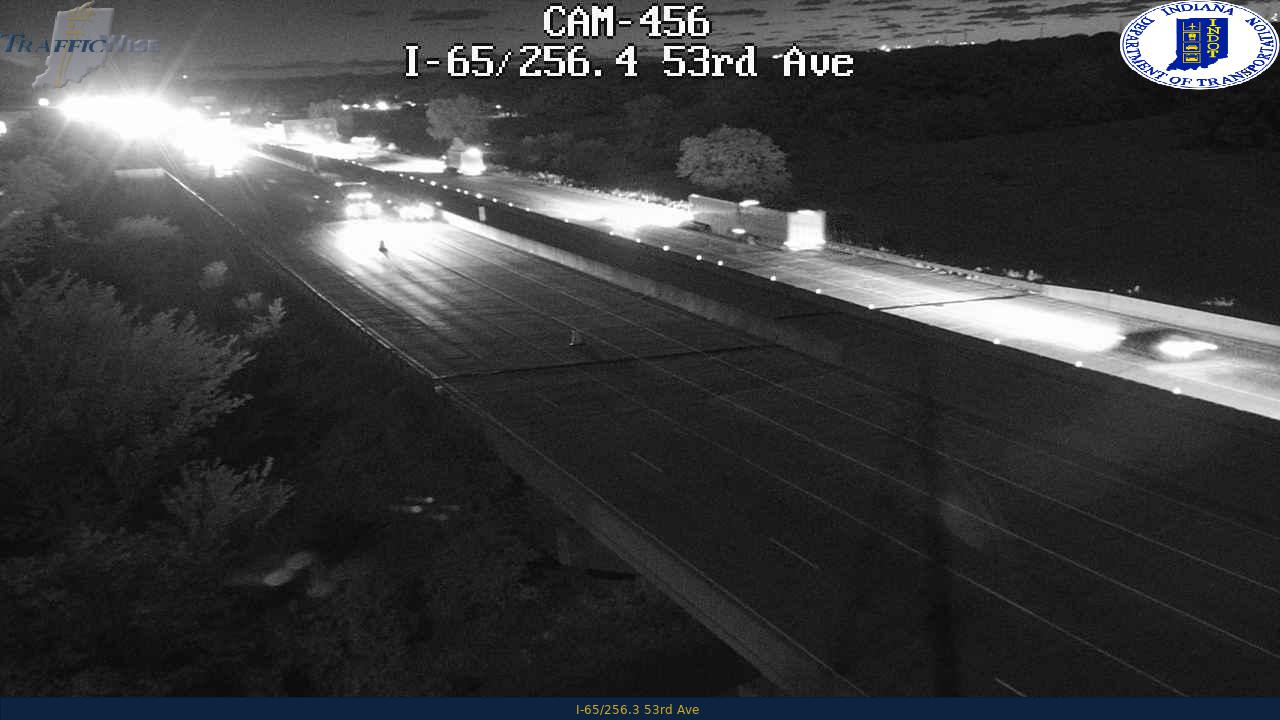 CAM-456
I-65/256.4 53rd Ave
TRAFFICWISE
INDIANA
DEPARTMENT OF TRANSPORTATION
INDOT
I-65/256.3 53rd Ave